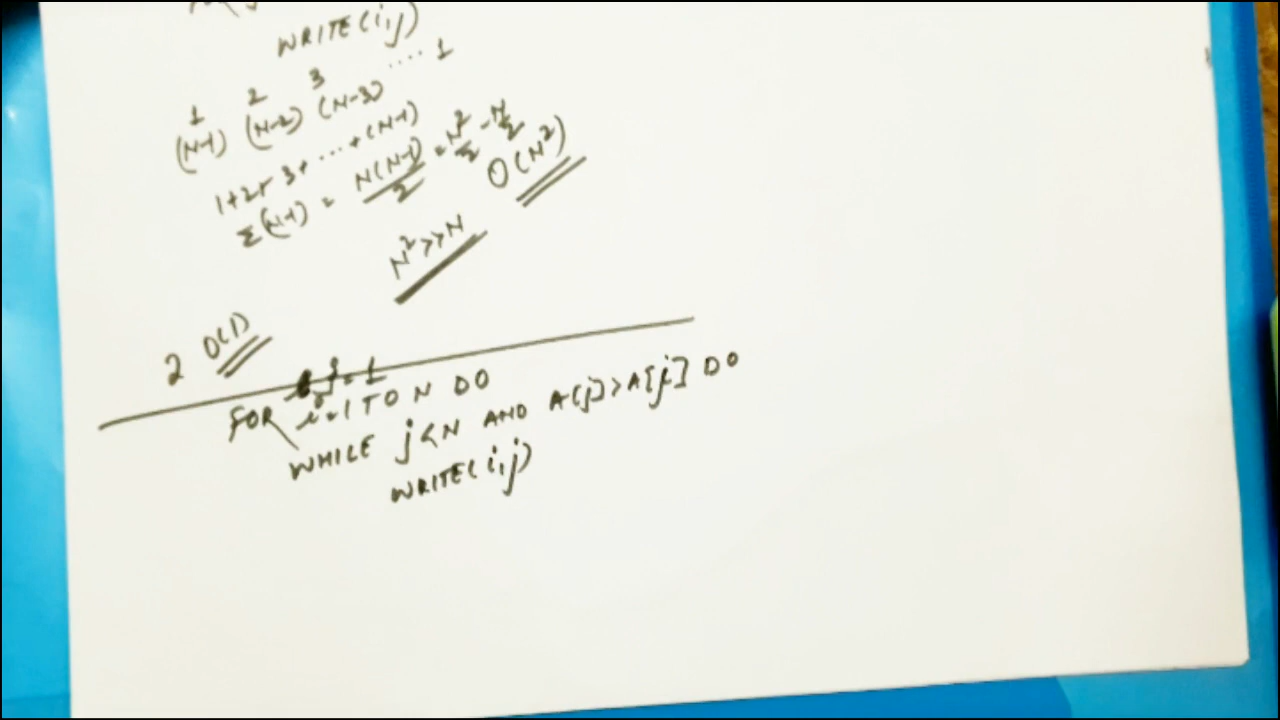 WRITE(i,j)
1 2 3 .... 1
(N-1) (N-2) (N-3)
1+2+3+...+(N-1)
Σ(N-1) = N(N-1)/2 = N²/2 - N/2
O(N²)
N²>>N
2 O(1)
j=1
FOR i=1 TO N DO
WHILE j<N AND A[j]>A[j] DO
WRITE(i,j)